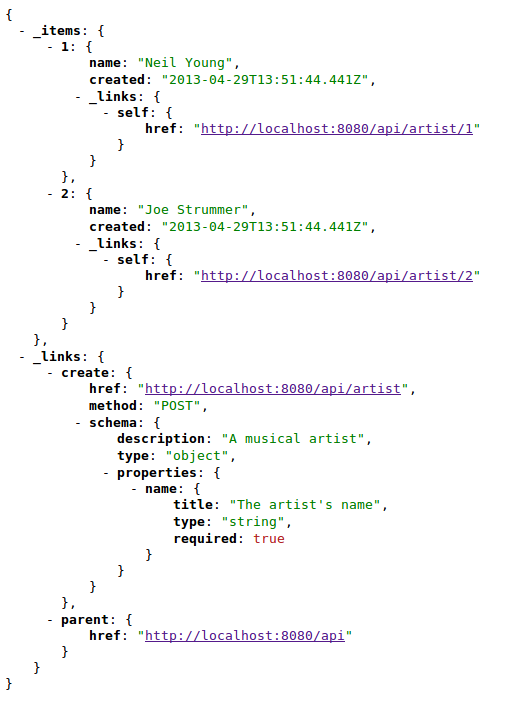 {
- _items: {
- 1: {
name: "Neil Young",
created: "2013-04-29T13:51:44.441Z",
- _links: {
- self: {
href: "http://localhost:8080/api/artist/1"
}
}
},
- 2: {
name: "Joe Strummer",
created: "2013-04-29T13:51:44.441Z",
- _links: {
- self: {
href: "http://localhost:8080/api/artist/2"
}
}
}
},
- _links: {
- create: {
href: "http://localhost:8080/api/artist",
method: "POST",
- schema: {
description: "A musical artist",
type: "object",
- properties: {
- name: {
title: "The artist's name",
type: "string",
required: true
}
}
}
},
- parent: {
href: "http://localhost:8080/api"
}
}
}